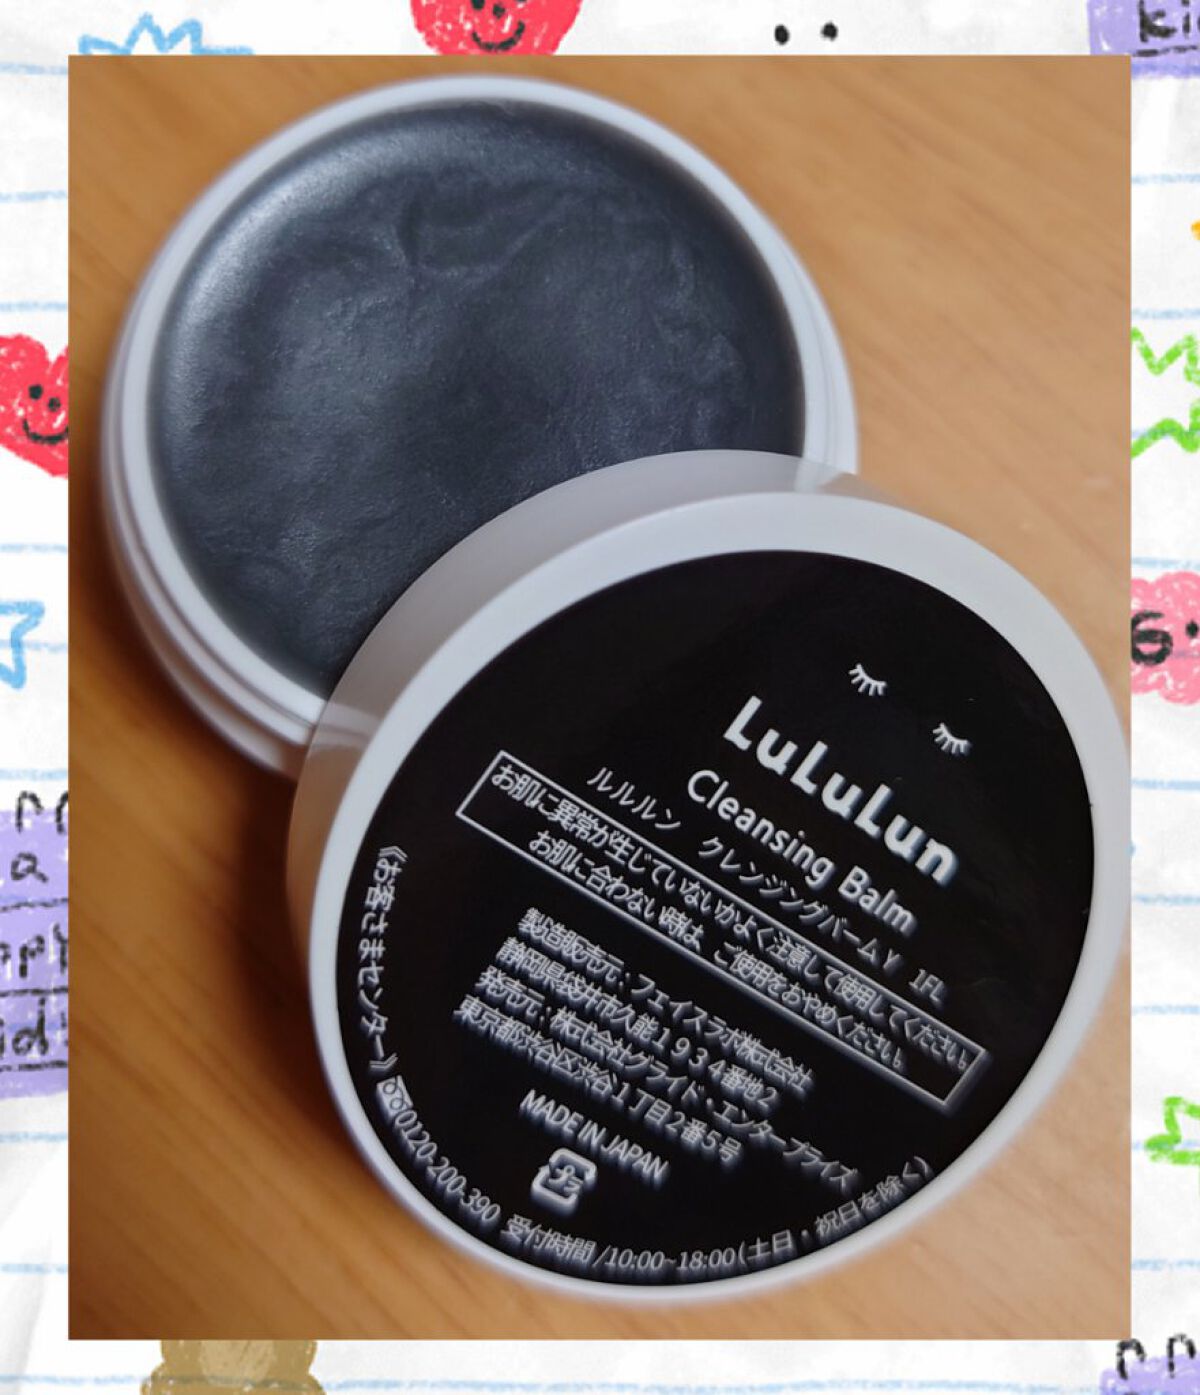 LuLuLun
Cleansing Balm
ルルルン クレンジングバームY 1FL
お肌に異常が生じていないかよく注意して使用してください。
お肌に合わない時は、ご使用をおやめください。
製造販売元：フェイスラボ株式会社
静岡県袋井市久能1934番地2
発売元：株式会社グライド・エンタープライズ
東京都渋谷区渋谷1丁目2番5号
MADE IN JAPAN
プラ
《お客さまセンター》
0120-200-390 受付時間/10:00~18:00(土日・祝日を除く)